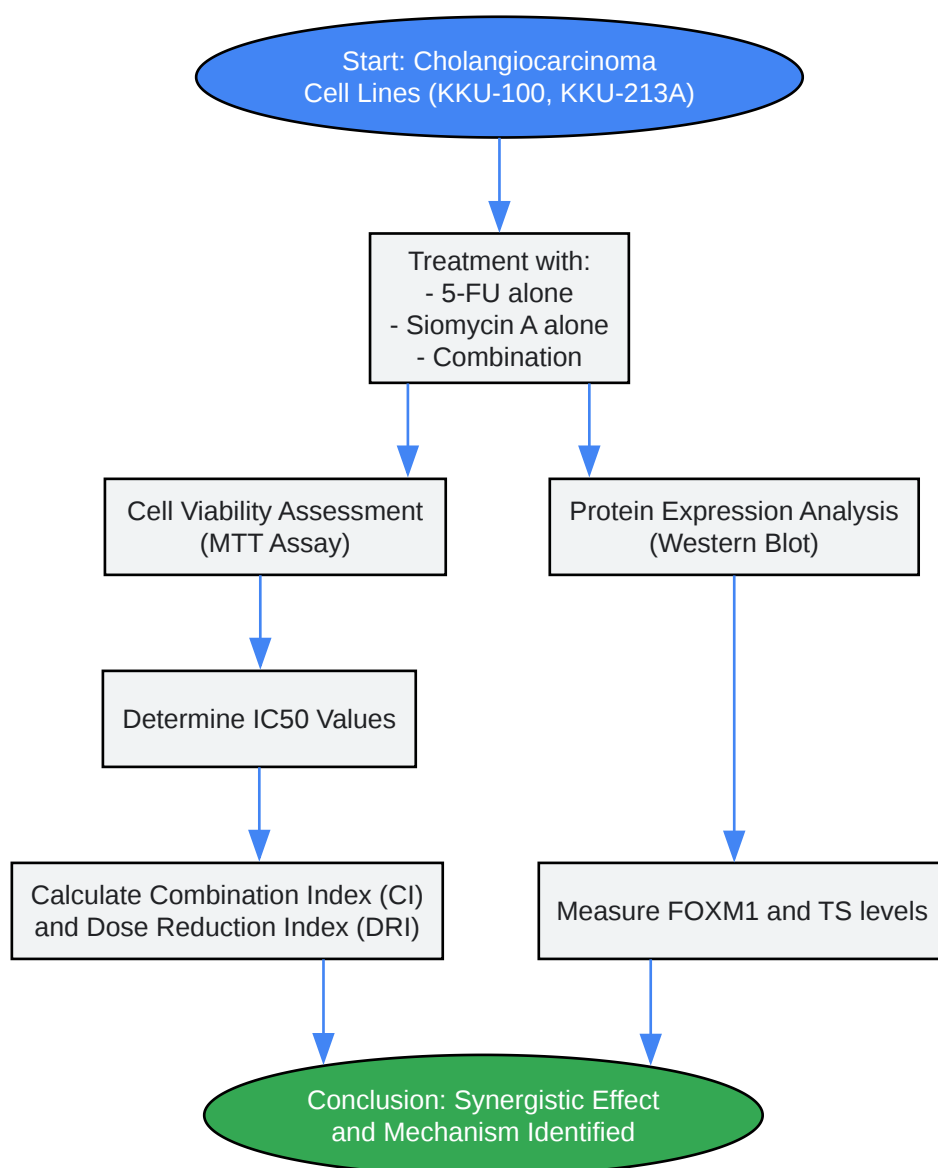 Start: Cholangiocarcinoma
Cell Lines (KKU-100, KKU-213A)
Treatment with:
- 5-FU alone
- Siomycin A alone
- Combination
Cell Viability Assessment
(MTT Assay)
Protein Expression Analysis
(Western Blot)
Determine IC50 Values
Calculate Combination Index (CI)
and Dose Reduction Index (DRI)
Measure FOXM1 and TS levels
Conclusion: Synergistic Effect
and Mechanism Identified